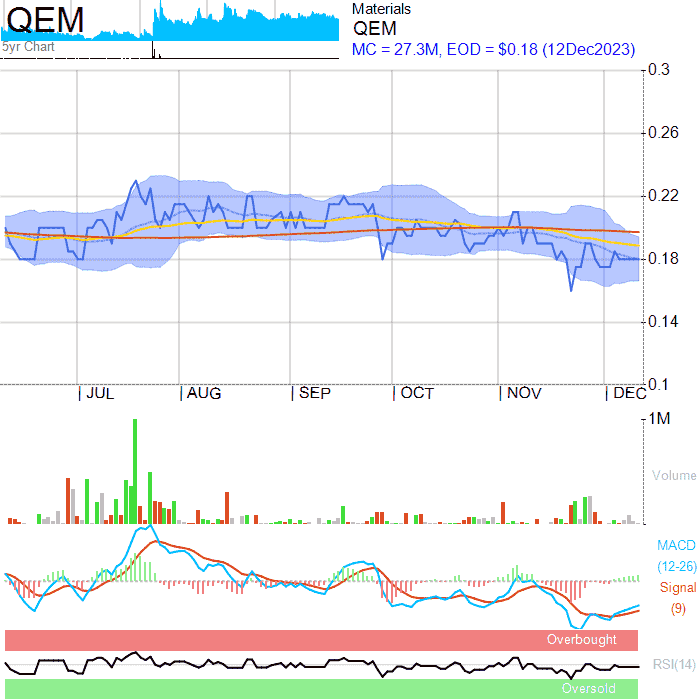 QEM
5yr Chart
Materials
QEM
MC = 27.3M, EOD = $0.18 (12Dec2023)
0.3
0.26
0.22
0.18
0.14
0.1
JUL
AUG
SEP
OCT
NOV
DEC
1M
Volume
MACD
(12-26)
Signal
(9)
Overbought
RSI(14)
Oversold